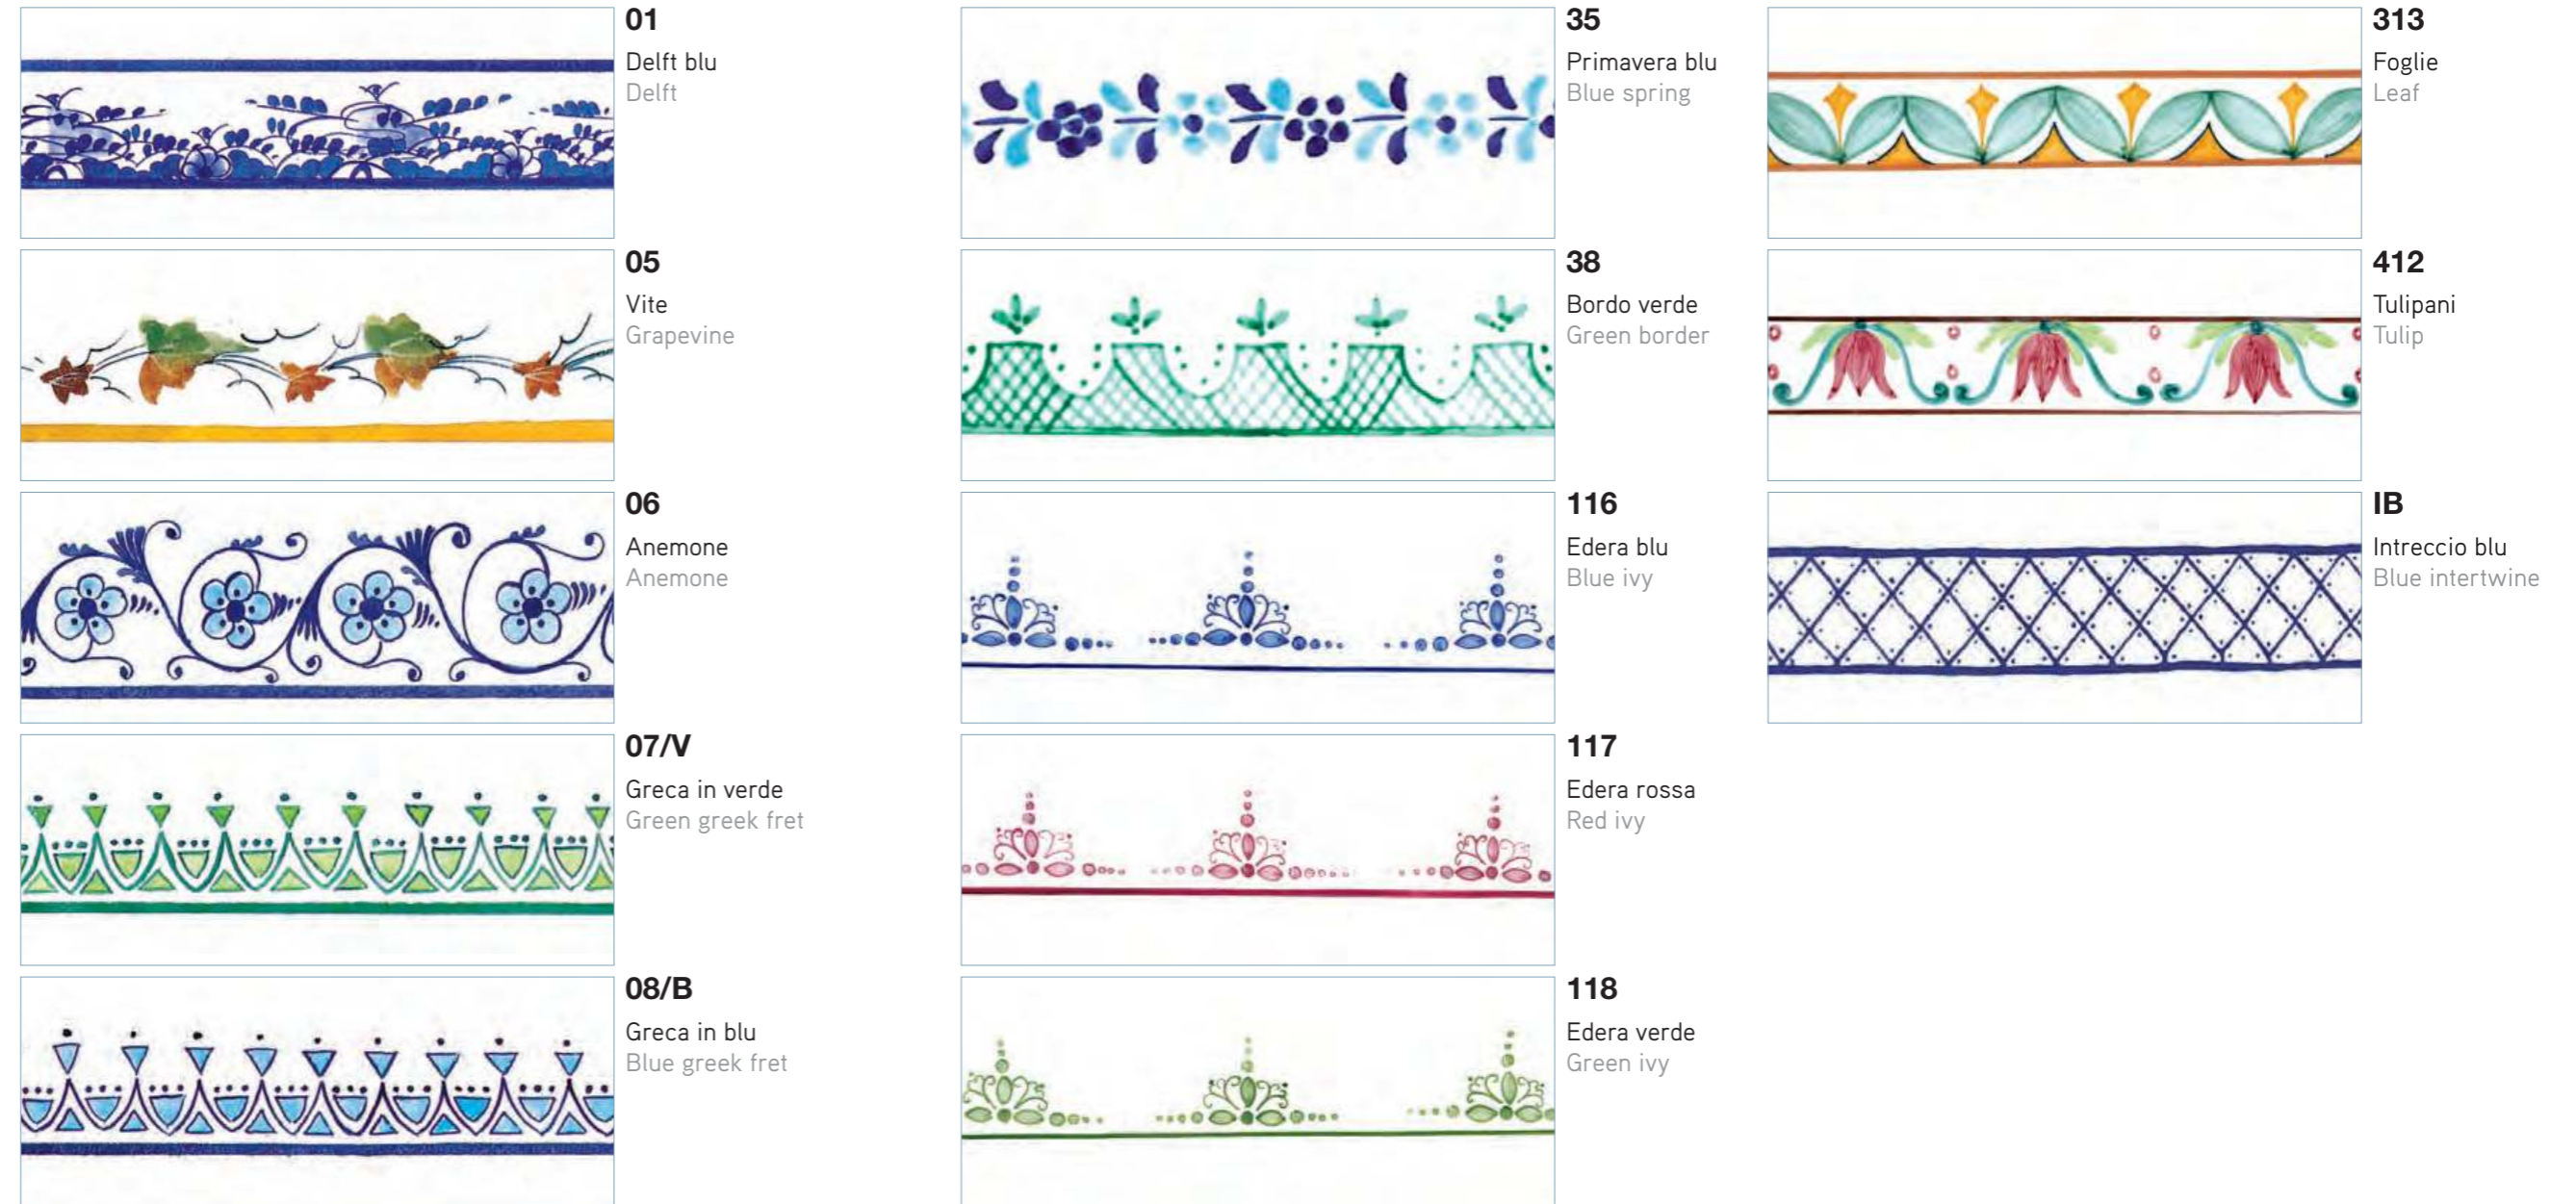 01
Delft blu
Delft
05
Vite
Grapevine
06
Anemone
Anemone
07/V
Greca in verde
Green greek fret
08/B
Greca in blu
Blue greek fret
35
Primavera blu
Blue spring
38
Bordo verde
Green border
116
Edera blu
Blue ivy
117
Edera rossa
Red ivy
118
Edera verde
Green ivy
313
Foglie
Leaf
412
Tulipani
Tulip
IB
Intreccio blu
Blue intertwine